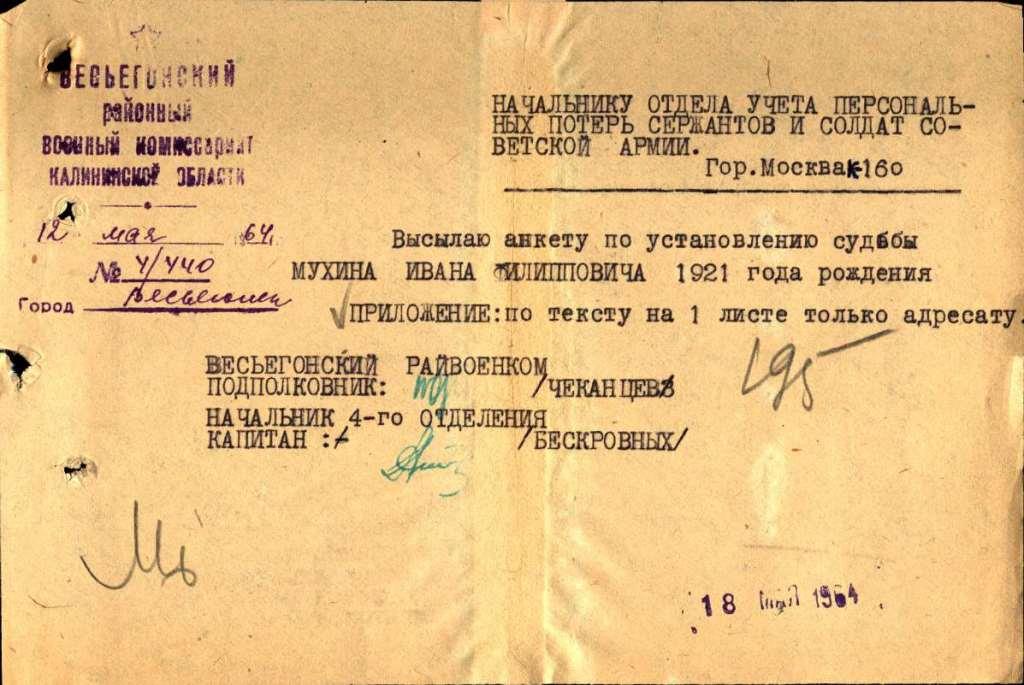 ВЕСЬЕГОНСКИЙ
районный
военный комиссариат
КАЛИНИНСКОЙ ОБЛАСТИ
12 мая 1964
№ 4/440
Город Весьегонск
НАЧАЛЬНИКУ ОТДЕЛА УЧЕТА ПЕРСОНАЛЬ-
НЫХ ПОТЕРЬ СЕРЖАНТОВ И СОЛДАТ СО-
ВЕТСКОЙ АРМИИ.
Гор.Москва К-160
Высылаю анкету по установлению судьбы
МУХИНА ИВАНА ФИЛИППОВИЧА 1921 года рождения
ПРИЛОЖЕНИЕ:по тексту на 1 листе только адресату.
195
ВЕСЬЕГОНСКИЙ РАЙВОЕНКОМ
ПОДПОЛКОВНИК: /ЧЕКАНЦЕВ/
НАЧАЛЬНИК 4-го ОТДЕЛЕНИЯ
КАПИТАН :- /БЕСКРОВНЫХ/
18 МАЯ 1964